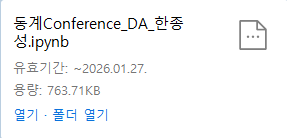 동계Conference_DA_한종
성.ipynb
유효기간: ~2026.01.27.
용량: 763.71KB
열기 · 폴더 열기